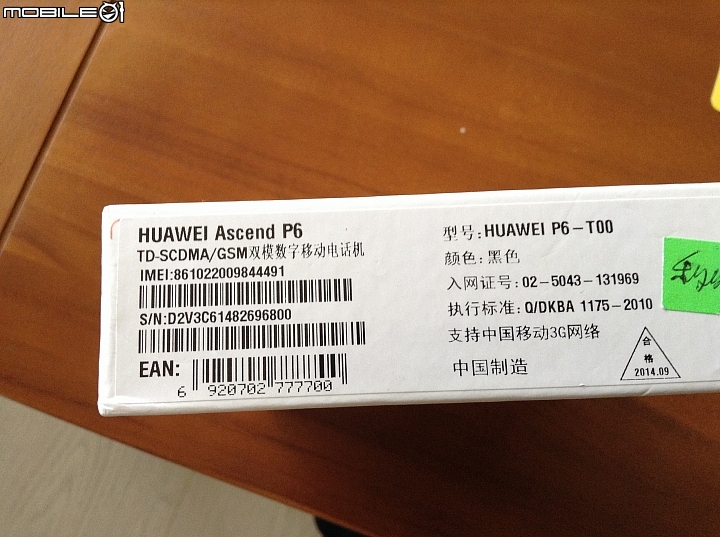 MOBILE01
HUAWEI Ascend P6
TD-SCDMA/GSM双模数字移动电话机
IMEI:861022009844491
S/N:D2V3C61482696800
EAN:
6 920702 777700
型号:HUAWEI P6-T00
颜色:黑色
入网证号:02-5043-131969
执行标准:Q/DKBA 1175-2010
支持中国移动3G网络
中国制造
合
格
2014.09